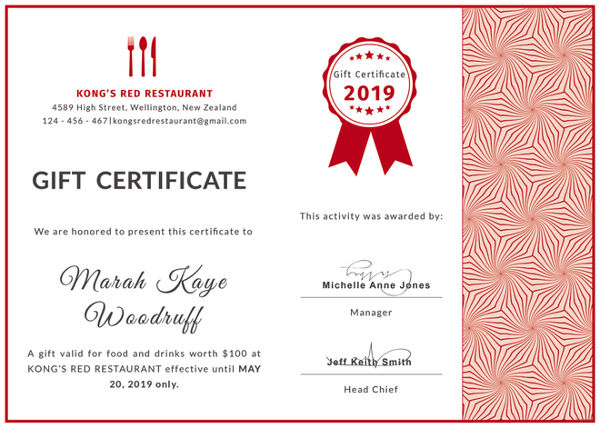 KONG'S RED RESTAURANT
4589 High Street, Wellington, New Zealand
124 - 456 - 467|kongsredrestaurant@gmail.com
GIFT CERTIFICATE
We are honored to present this certificate to
Marah Kaye
Woodruff
A gift valid for food and drinks worth $100 at
KONG'S RED RESTAURANT effective until MAY
20, 2019 only.
Gift Certificate
2019
This activity was awarded by:
Michelle Anne Jones
Manager
Jeff Keith Smith
Head Chief